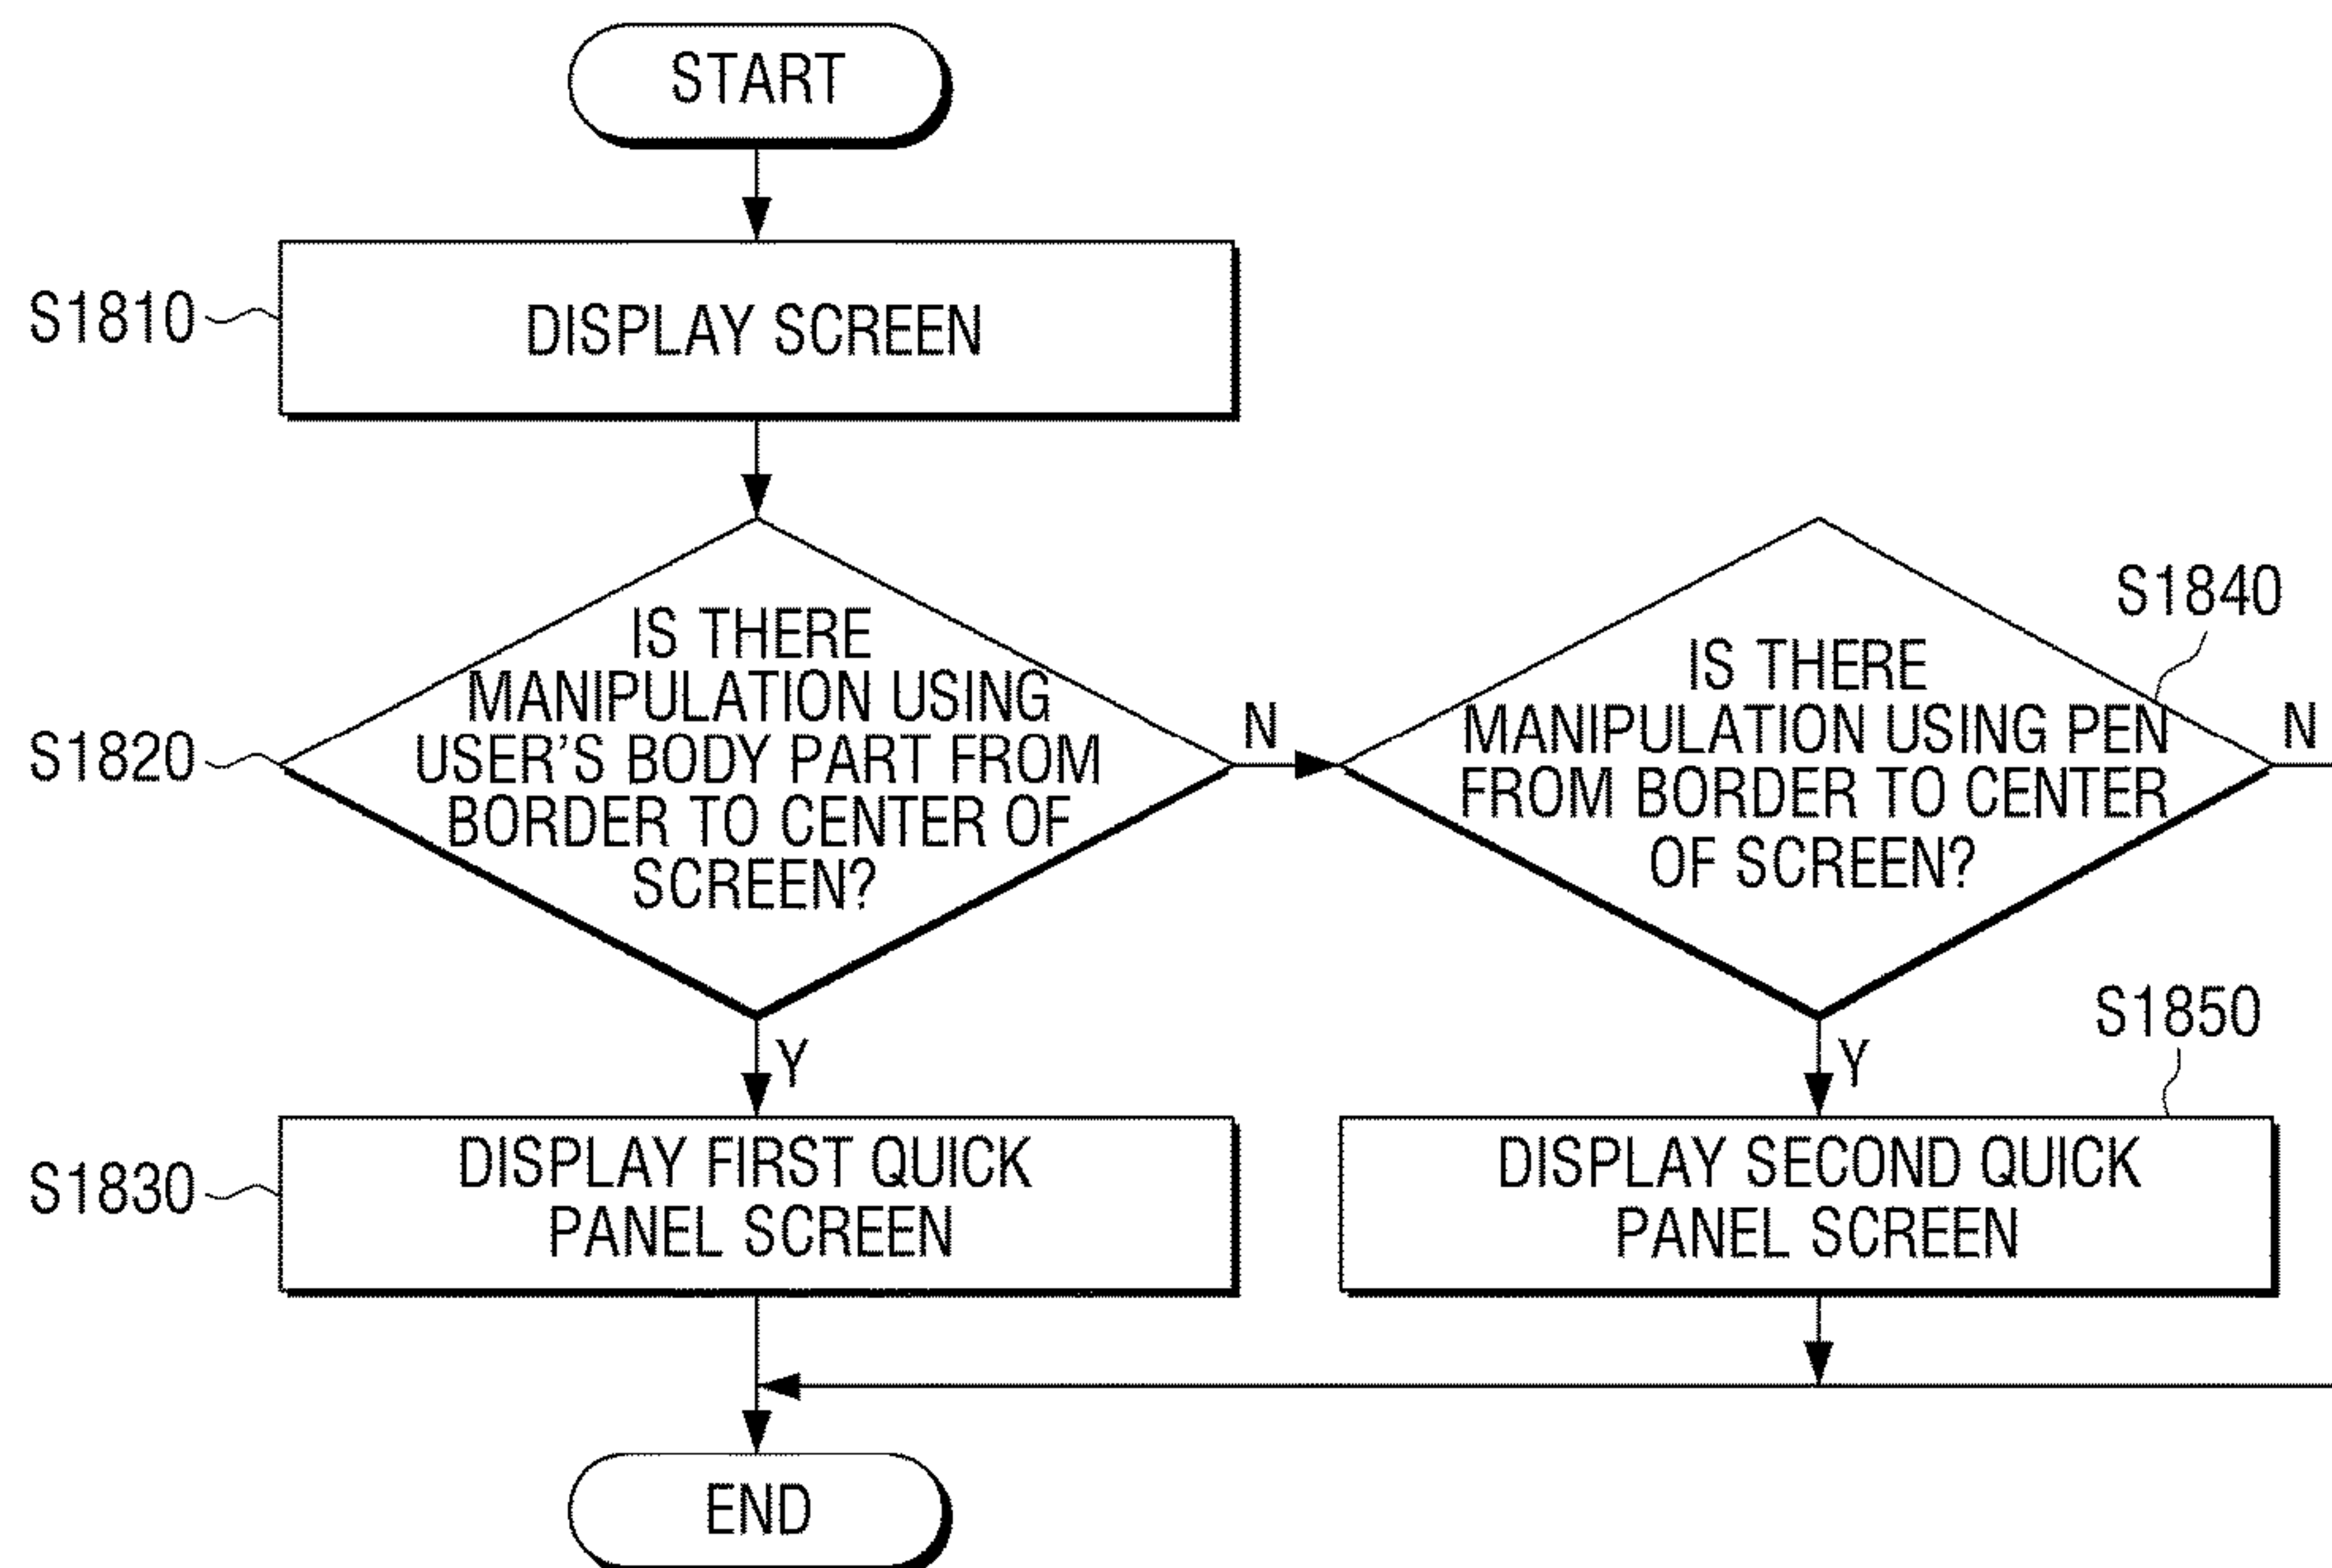 START
S1810
DISPLAY SCREEN
S1820
IS THERE
MANIPULATION USING
USER'S BODY PART FROM
BORDER TO CENTER OF
SCREEN?
N
S1840
IS THERE
MANIPULATION USING PEN
FROM BORDER TO CENTER
OF SCREEN?
N
Y
Y
S1830
DISPLAY FIRST QUICK
PANEL SCREEN
S1850
DISPLAY SECOND QUICK
PANEL SCREEN
END